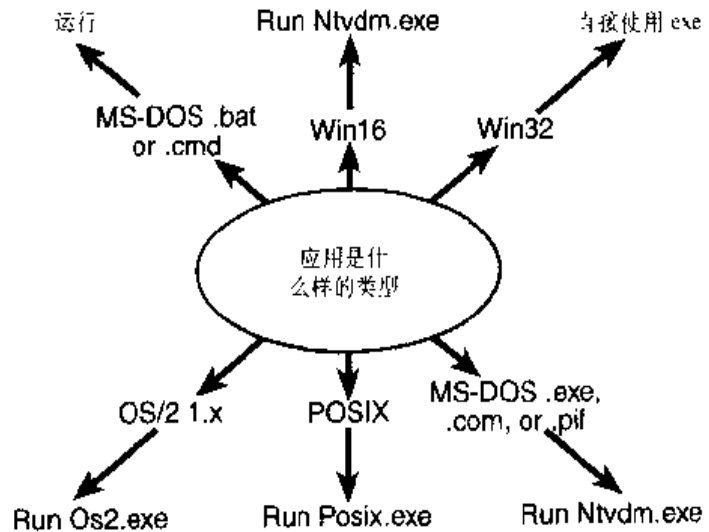 运行
Run Ntvdm.exe
直接使用 exe
MS-DOS .bat
or .cmd
Win16
Win32
应用是什
么样的类型
OS/2 1.x
POSIX
MS-DOS .exe,
.com, or .pif
Run Os2.exe
Run Posix.exe
Run Ntvdm.exe